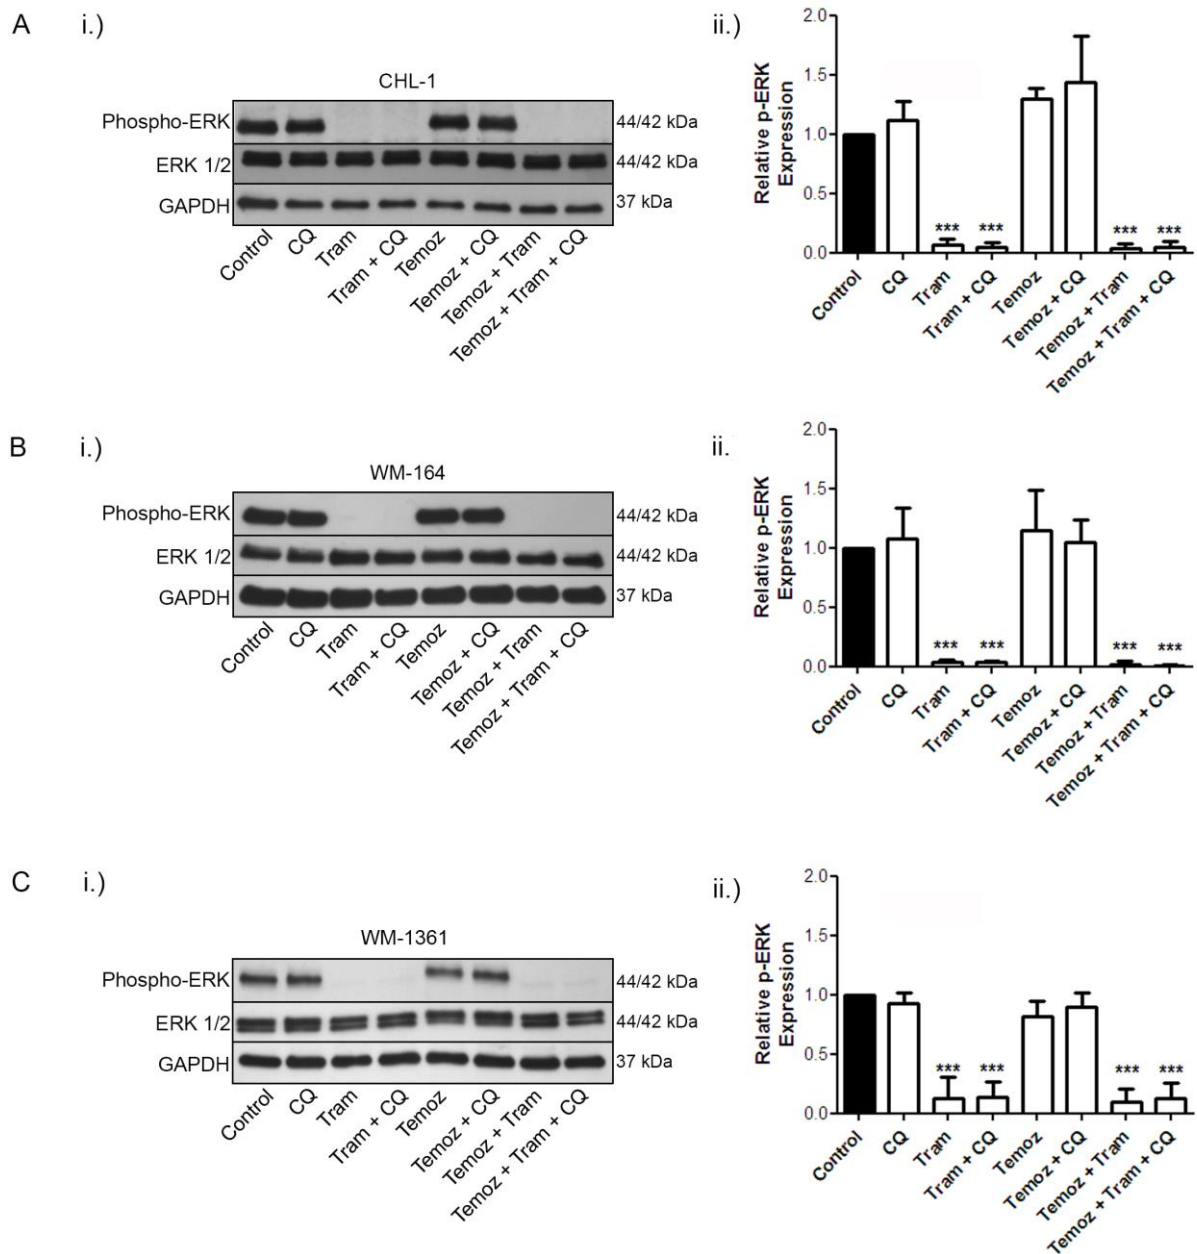 A i.)
CHL-1
Phospho-ERK 44/42 kDa
ERK 1/2 44/42 kDa
GAPDH 37 kDa
Control
CQ
Tram
Tram + CQ
Temoz
Temoz + CQ
Temoz + Tram
Temoz + Tram + CQ
ii.)
Relative p-ERK
Expression
2.0
1.5
1.0
0.5
0.0
***
***
***
***
Control
CQ
Tram
Tram + CQ
Temoz
Temoz + CQ
Temoz + Tram
Temoz + Tram + CQ
B i.)
WM-164
Phospho-ERK 44/42 kDa
ERK 1/2 44/42 kDa
GAPDH 37 kDa
Control
CQ
Tram
Tram + CQ
Temoz
Temoz + CQ
Temoz + Tram
Temoz + Tram + CQ
ii.
Relative p-ERK
Expression
2.0
1.5
1.0
0.5
0.0
***
***
***
***
Control
CQ
Tram
Tram + CQ
Temoz
Temoz + CQ
Temoz + Tram
Temoz + Tram + CQ
C i.)
WM-1361
Phospho-ERK 44/42 kDa
ERK 1/2 44/42 kDa
GAPDH 37 kDa
Control
CQ
Tram
Tram + CQ
Temoz
Temoz + CQ
Temoz + Tram
Temoz + Tram + CQ
ii.)
Relative p-ERK
Expression
2.0
1.5
1.0
0.5
0.0
***
***
***
***
Control
CQ
Tram
Tram + CQ
Temoz
Temoz + CQ
Temoz + Tram
Temoz + Tram + CQ